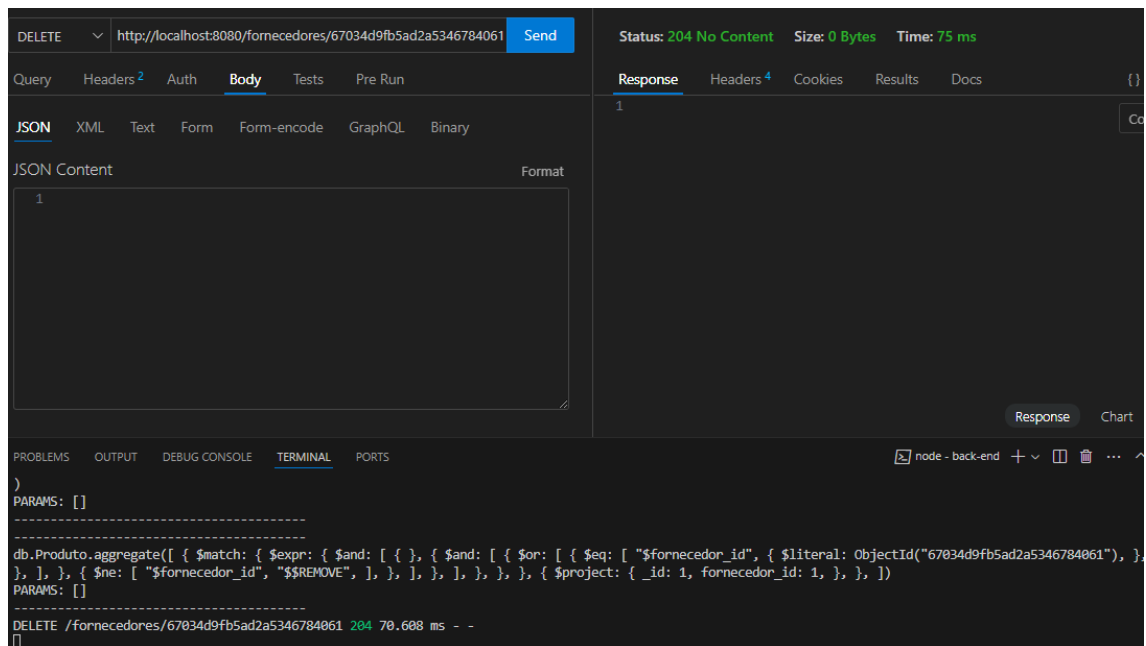 DELETE http://localhost:8080/fornecedores/67034d9fb5ad2a5346784061 Send
Status: 204 No Content Size: 0 Bytes Time: 75 ms
Query Headers 2 Auth Body Tests Pre Run
Response Headers 4 Cookies Results Docs {}
JSON XML Text Form Form-encode GraphQL Binary
1
Co
JSON Content Format
1
Response Chart
PROBLEMS OUTPUT DEBUG CONSOLE TERMINAL PORTS
node - back-end
)
PARAMS: []
----------------------------------------
----------------------------------------
db.Produto.aggregate([ { $match: { $expr: { $and: [ { }, { $and: [ { $or: [ { $eq: [ "$fornecedor_id", { $literal: ObjectId("67034d9fb5ad2a5346784061"), },
}, ], }, { $ne: [ "$fornecedor_id", "$$REMOVE", ], }, ], }, ], }, }, }, { $project: { _id: 1, fornecedor_id: 1, }, }, ])
PARAMS: []
----------------------------------------
DELETE /fornecedores/67034d9fb5ad2a5346784061 204 70.608 ms - -